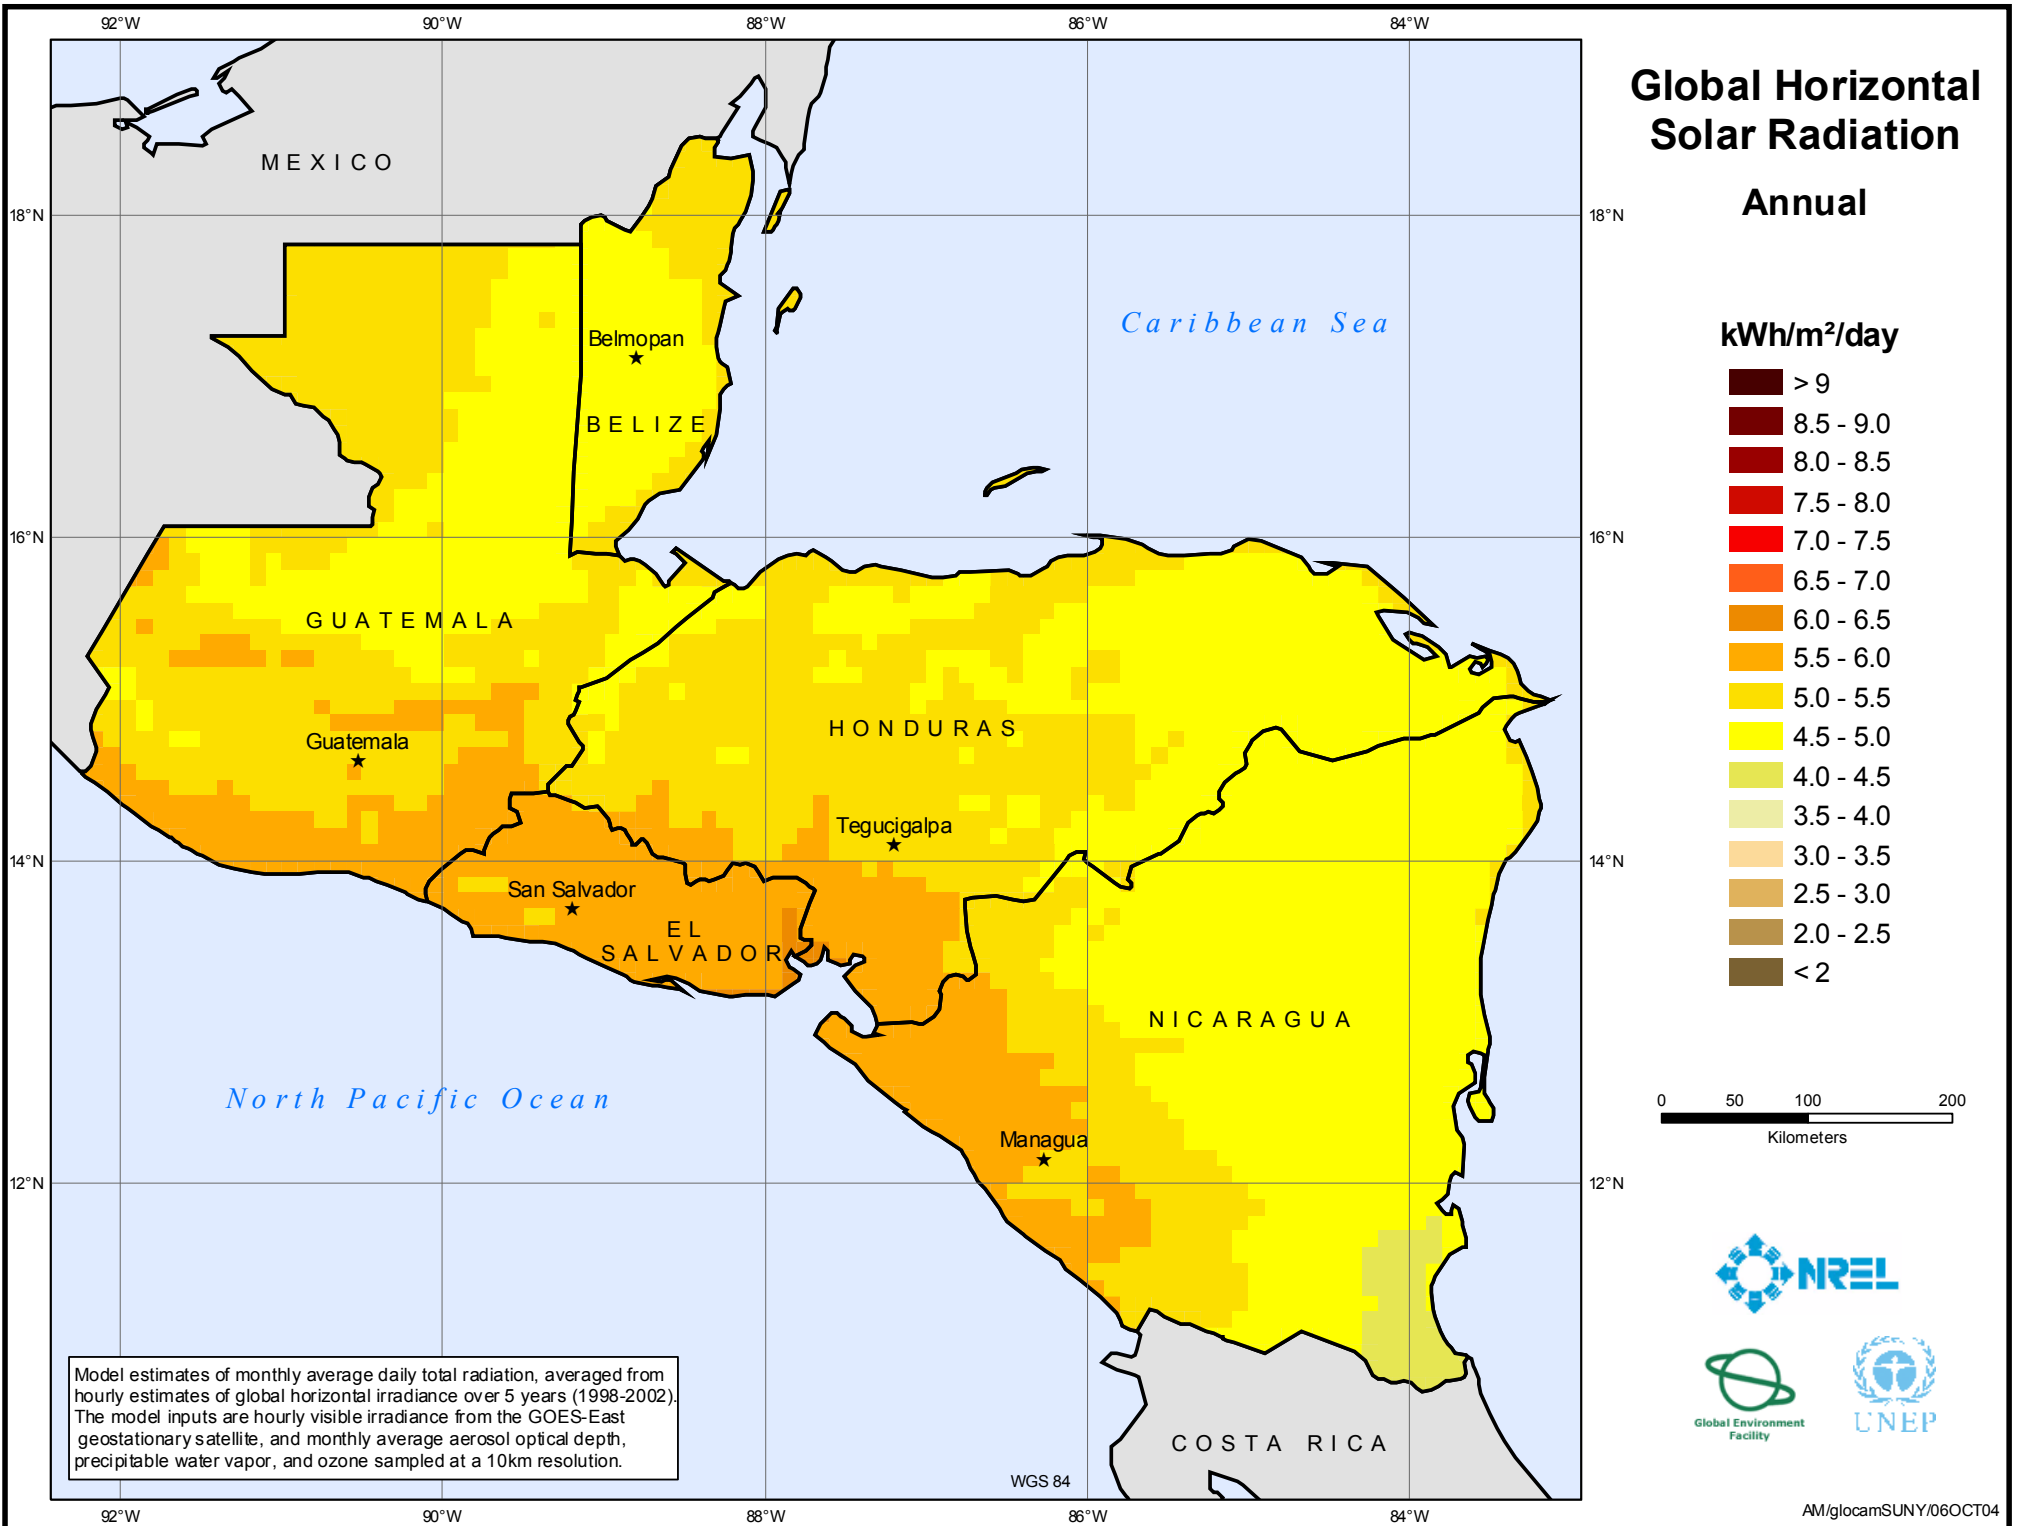 92°W
90°W
88°W
86°W
84°W
Global Horizontal
Solar Radiation
Annual
MEXICO
18°N
18°N
Caribbean Sea
Belmopan
BELIZE
kWh/m²/day
> 9
8.5 - 9.0
8.0 - 8.5
7.5 - 8.0
7.0 - 7.5
6.5 - 7.0
6.0 - 6.5
5.5 - 6.0
5.0 - 5.5
4.5 - 5.0
4.0 - 4.5
3.5 - 4.0
3.0 - 3.5
2.5 - 3.0
2.0 - 2.5
< 2
16°N
16°N
GUATEMALA
HONDURAS
Guatemala
Tegucigalpa
14°N
14°N
San Salvador
EL
SALVADOR
NICARAGUA
North Pacific Ocean
Managua
0 50 100 200
Kilometers
12°N
12°N
NREL
Global Environment
Facility
UNEP
Model estimates of monthly average daily total radiation, averaged from
hourly estimates of global horizontal irradiance over 5 years (1998-2002).
The model inputs are hourly visible irradiance from the GOES-East
geostationary satellite, and monthly average aerosol optical depth,
precipitable water vapor, and ozone sampled at a 10km resolution.
COSTA RICA
WGS 84
92°W
90°W
88°W
86°W
84°W
AM/glocamSUNY/06OCT04